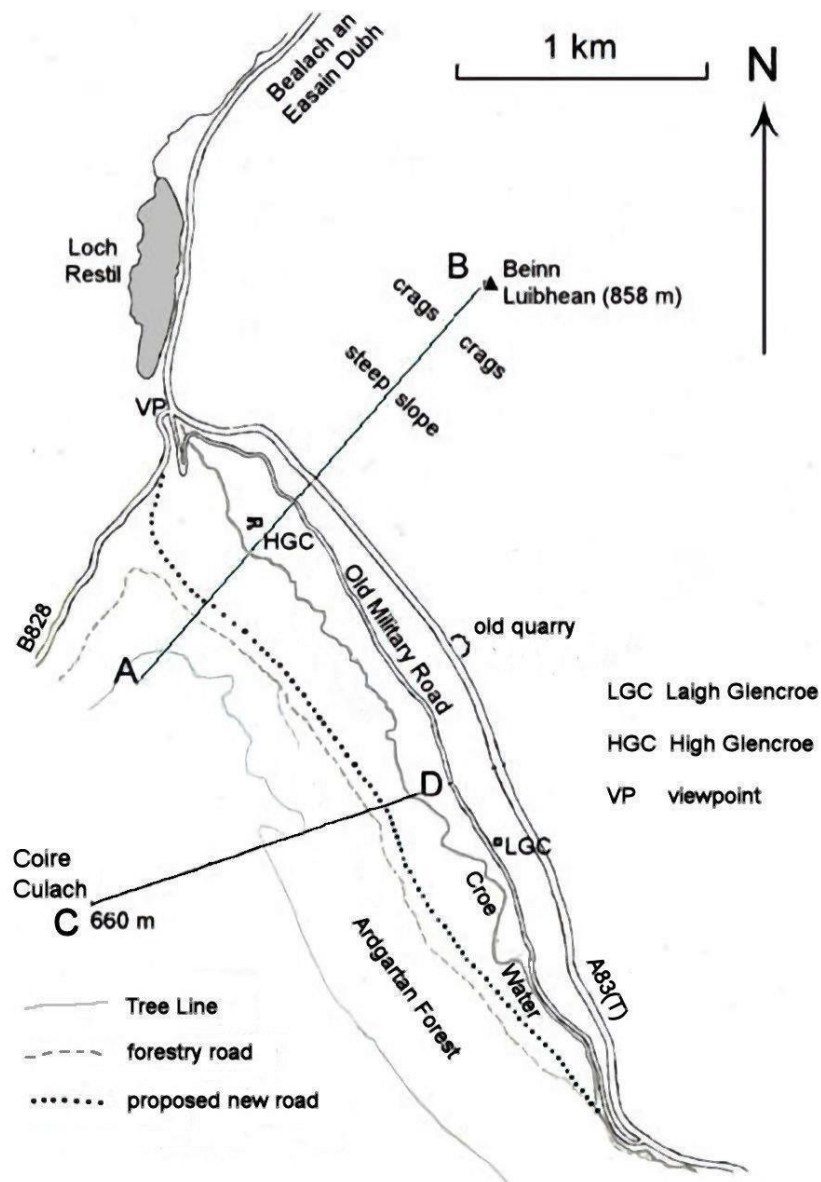 Bealach an
Easain Dubh
1 km
N
Loch
Restil
B
Beinn
Luibhean (858 m)
crags
crags
steep
slope
VP
HGC
Old Military Road
old quarry
B828
A
LGC Laigh Glencroe
HGC High Glencroe
VP viewpoint
D
LGC
Coire
Culach
C
660 m
Croe
Water
A83(T)
Ardgartan Forest
Tree Line
forestry road
proposed new road